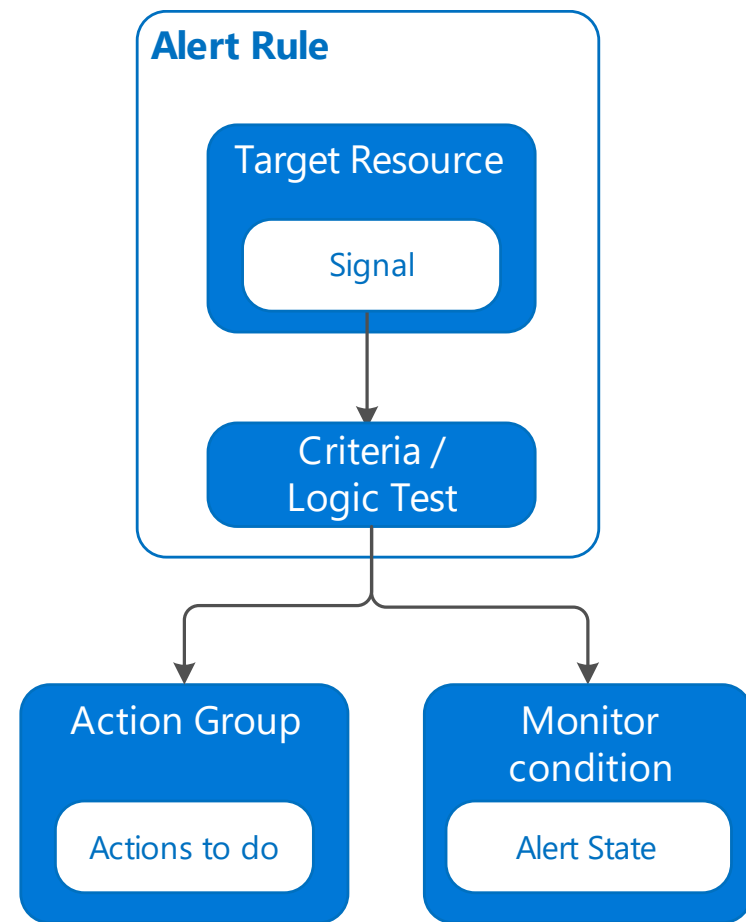 Alert Rule
Target Resource
Signal
Criteria /
Logic Test
Action Group
Actions to do
Monitor
condition
Alert State